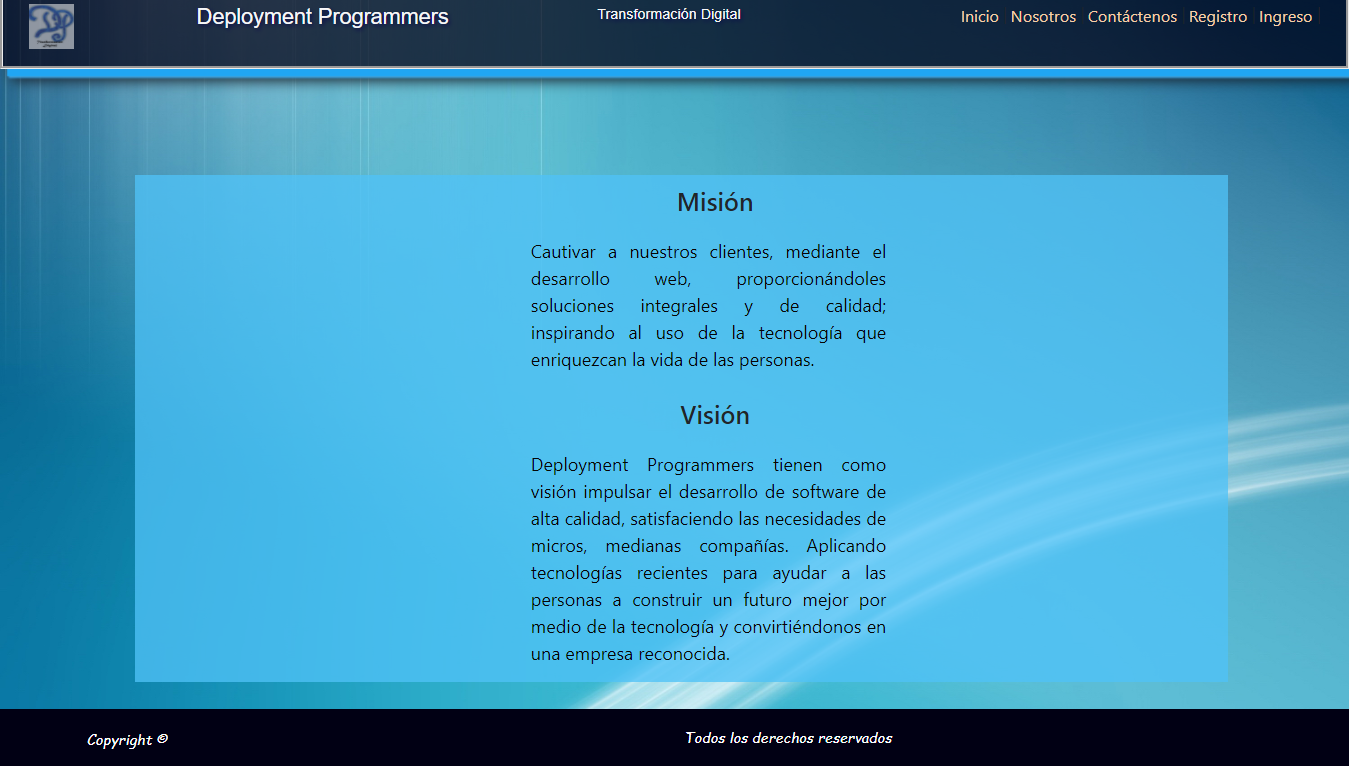 Deployment Programmers
Transformación Digital
Inicio Nosotros Contáctenos Registro Ingreso
Misión
Cautivar a nuestros clientes, mediante el
desarrollo web, proporcionándoles
soluciones integrales y de calidad;
inspirando al uso de la tecnología que
enriquezcan la vida de las personas.
Visión
Deployment Programmers tienen como
visión impulsar el desarrollo de software de
alta calidad, satisfaciendo las necesidades de
micros, medianas compañías. Aplicando
tecnologías recientes para ayudar a las
personas a construir un futuro mejor por
medio de la tecnología y convirtiéndonos en
una empresa reconocida.
Copyright ©
Todos los derechos reservados